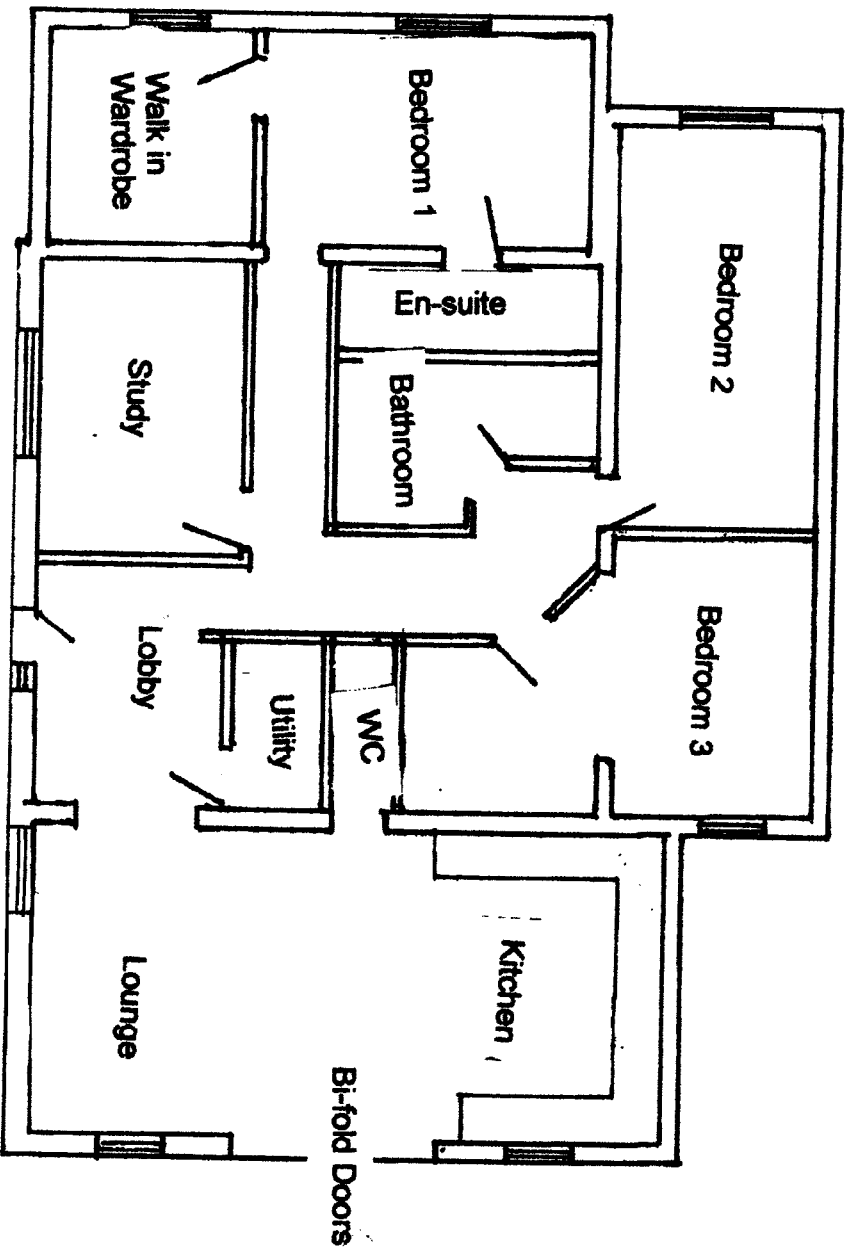 Bedroom 2
Bedroom 3
Bedroom 1
En-suite
Bathroom
Kitchen
WC
Bi-fold Doors
Utility
Walk in
Wardrobe
Study
Lobby
Lounge